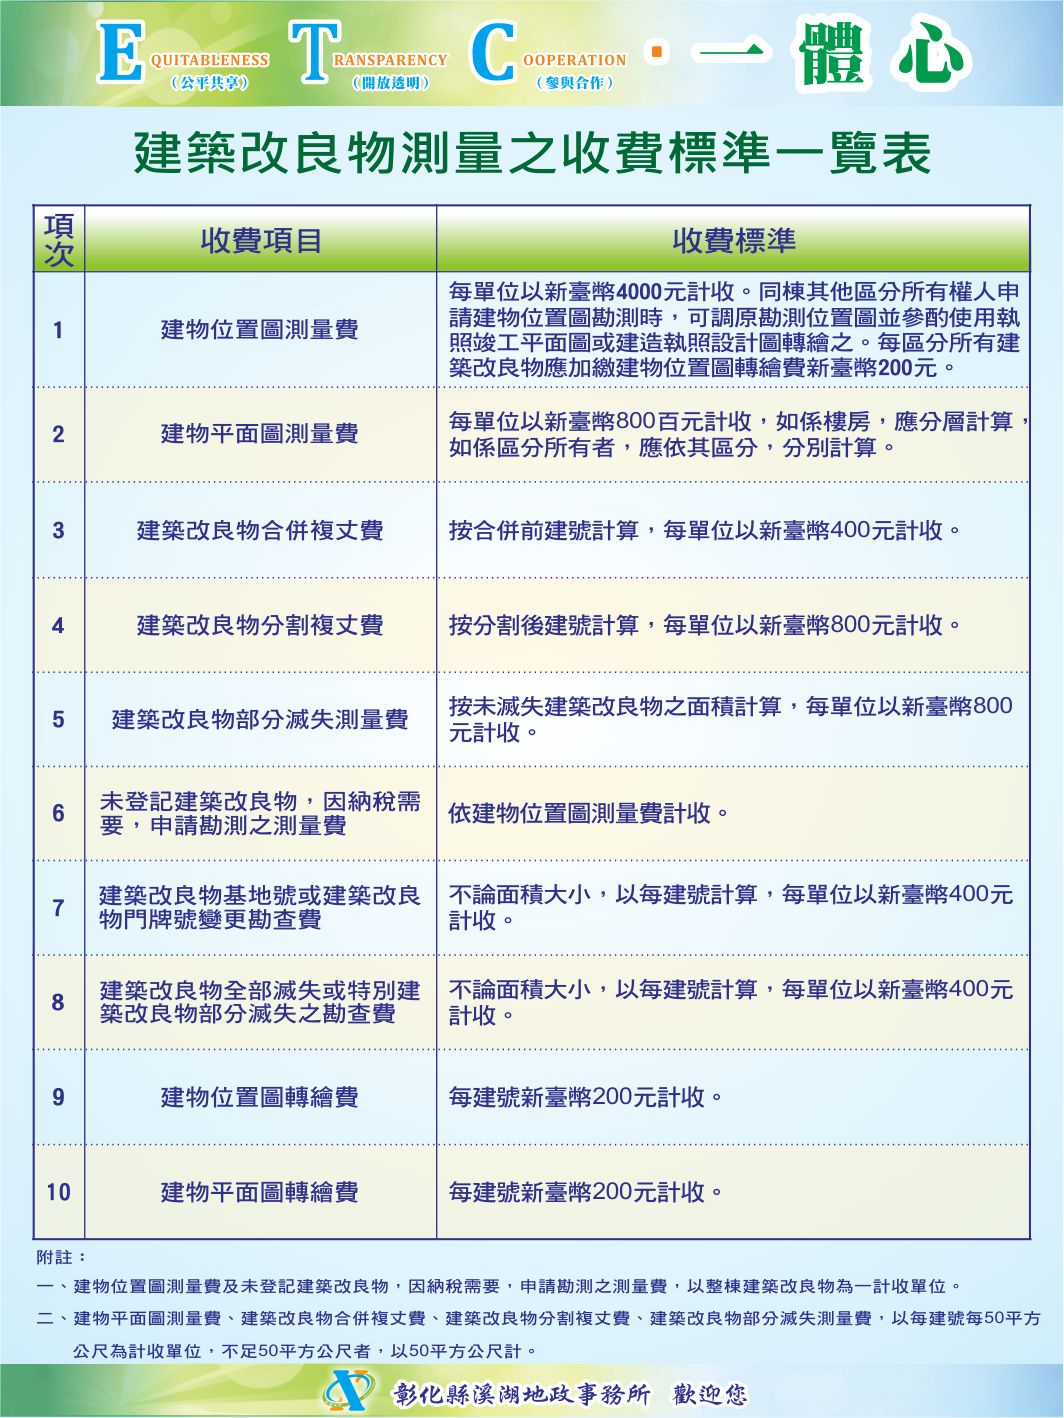 EQUITABLENESS TRANSPARENCY COOPERATION ·一體心
（公平共享） （開放透明） （參與合作）
建築改良物測量之收費標準一覽表
項次 收費項目 收費標準
1 建物位置圖測量費
每單位以新臺幣4000元計收。同棟其他區分所有權人申
請建物位置圖勘測時，可調原勘測位置圖並參酌使用執
照竣工平面圖或建造執照設計圖轉繪之。每區分所有建
築改良物應加繳建物位置圖轉繪費新臺幣200元。
2 建物平面圖測量費
每單位以新臺幣800百元計收，如係樓房，應分層計算，
如係區分所有者，應依其區分，分別計算。
3 建築改良物合併複丈費 按合併前建號計算，每單位以新臺幣400元計收。
4 建築改良物分割複丈費 按分割後建號計算，每單位以新臺幣800元計收。
5 建築改良物部分滅失測量費
按未滅失建築改良物之面積計算，每單位以新臺幣800
元計收。
6 未登記建築改良物，因納稅需
要，申請勘測之測量費
依建物位置圖測量費計收。
7 建築改良物基地號或建築改良
物門牌號變更勘查費
不論面積大小，以每建號計算，每單位以新臺幣400元
計收。
8 建築改良物全部滅失或特別建
築改良物部分滅失之勘查費
不論面積大小，以每建號計算，每單位以新臺幣400元
計收。
9 建物位置圖轉繪費 每建號新臺幣200元計收。
10 建物平面圖轉繪費 每建號新臺幣200元計收。
附註：
一、建物位置圖測量費及未登記建築改良物，因納稅需要，申請勘測之測量費，以整棟建築改良物為一計收單位。
二、建物平面圖測量費、建築改良物合併複丈費、建築改良物分割複丈費、建築改良物部分滅失測量費，以每建號每50平方
公尺為計收單位，不足50平方公尺者，以50平方公尺計。
彰化縣溪湖地政事務所 歡迎您